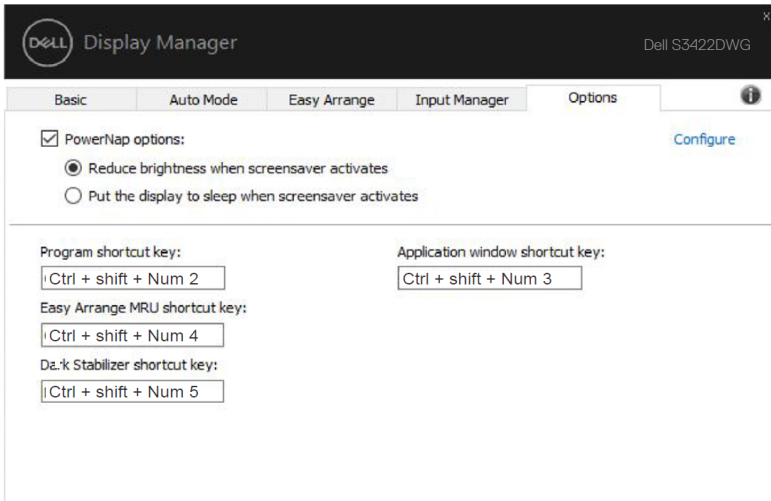 DELL Display Manager
Dell S3422DWG
X
Basic Auto Mode Easy Arrange Input Manager Options
PowerNap options: Configure
Reduce brightness when screensaver activates
Put the display to sleep when screensaver activates
Program shortcut key: Application window shortcut key:
Ctrl + shift + Num 2 Ctrl + shift + Num 3
Easy Arrange MRU shortcut key:
Ctrl + shift + Num 4
Dark Stabilizer shortcut key:
Ctrl + shift + Num 5